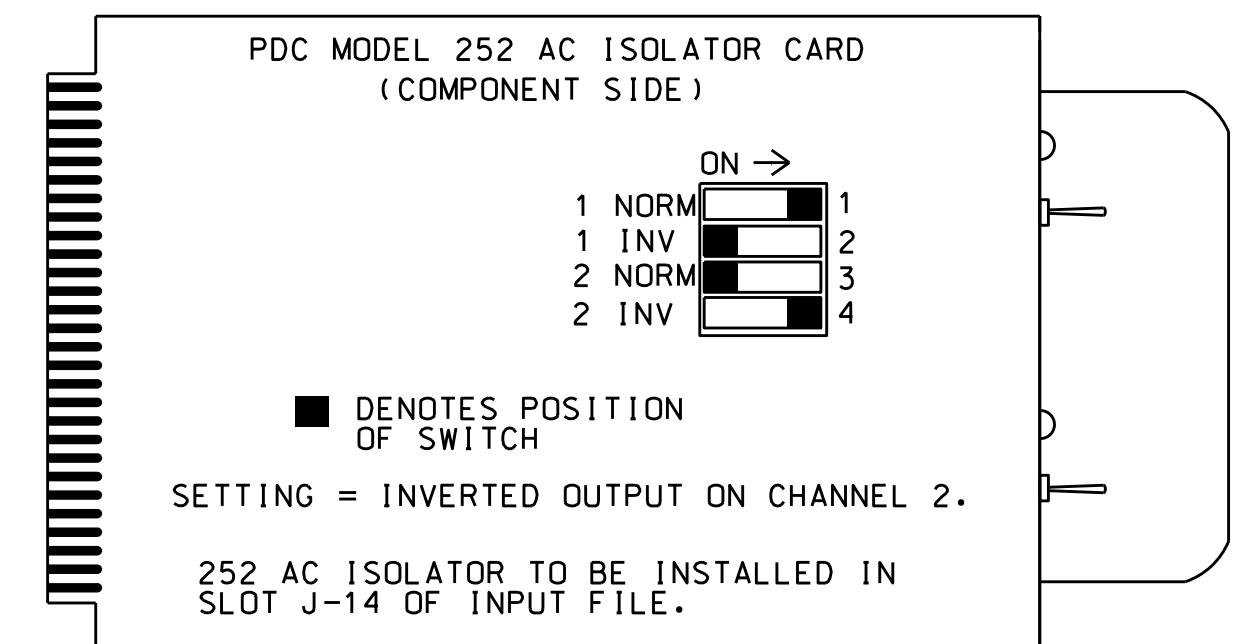 PDC MODEL 252 AC ISOLATOR CARD
(COMPONENT SIDE)
ON →
1 NORM 1
1 INV 2
2 NORM 3
2 INV 4
DENOTES POSITION
OF SWITCH
SETTING = INVERTED OUTPUT ON CHANNEL 2.
252 AC ISOLATOR TO BE INSTALLED IN
SLOT J-14 OF INPUT FILE.